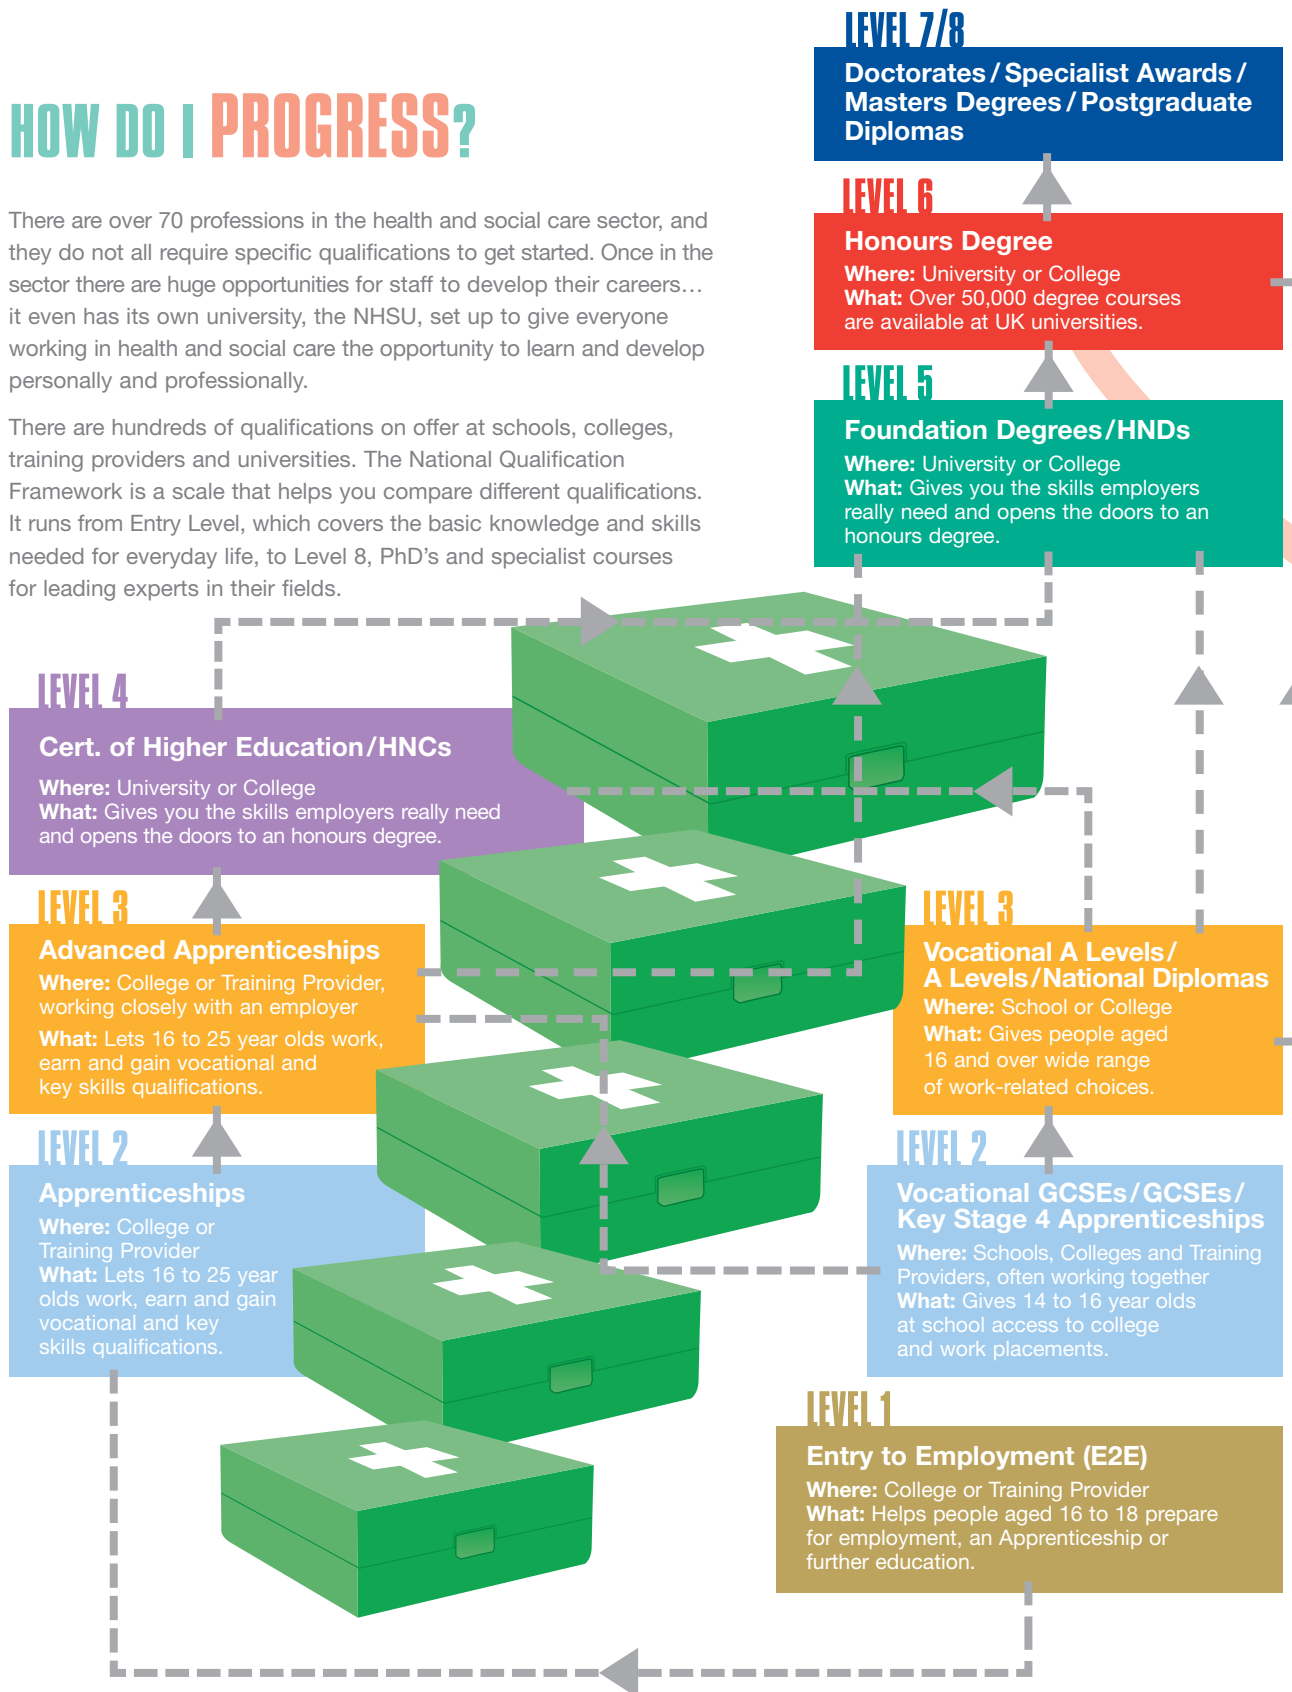 HOW DO I PROGRESS?
There are over 70 professions in the health and social care sector, and
they do not all require specific qualifications to get started. Once in the
sector there are huge opportunities for staff to develop their careers…
it even has its own university, the NHSU, set up to give everyone
working in health and social care the opportunity to learn and develop
personally and professionally.
There are hundreds of qualifications on offer at schools, colleges,
training providers and universities. The National Qualification
Framework is a scale that helps you compare different qualifications.
It runs from Entry Level, which covers the basic knowledge and skills
needed for everyday life, to Level 8, PhD's and specialist courses
for leading experts in their fields.
LEVEL 7/8
Doctorates / Specialist Awards /
Masters Degrees / Postgraduate
Diplomas
LEVEL 6
Honours Degree
Where: University or College
What: Over 50,000 degree courses
are available at UK universities.
LEVEL 5
Foundation Degrees / HNDs
Where: University or College
What: Gives you the skills employers
really need and opens the doors to an
honours degree.
LEVEL 4
Cert. of Higher Education / HNCs
Where: University or College
What: Gives you the skills employers really need
and opens the doors to an honours degree.
LEVEL 3
Advanced Apprenticeships
Where: College or Training Provider,
working closely with an employer
What: Lets 16 to 25 year olds work,
earn and gain vocational and
key skills qualifications.
LEVEL 3
Vocational A Levels /
A Levels / National Diplomas
Where: School or College
What: Gives people aged
16 and over wide range
of work-related choices.
LEVEL 2
Apprenticeships
Where: College or
Training Provider
What: Lets 16 to 25 year
olds work, earn and gain
vocational and key
skills qualifications.
LEVEL 2
Vocational GCSEs / GCSEs /
Key Stage 4 Apprenticeships
Where: Schools, Colleges and Training
Providers, often working together
What: Gives 14 to 16 year olds
at school access to college
and work placements.
LEVEL 1
Entry to Employment (E2E)
Where: College or Training Provider
What: Helps people aged 16 to 18 prepare
for employment, an Apprenticeship or
further education.